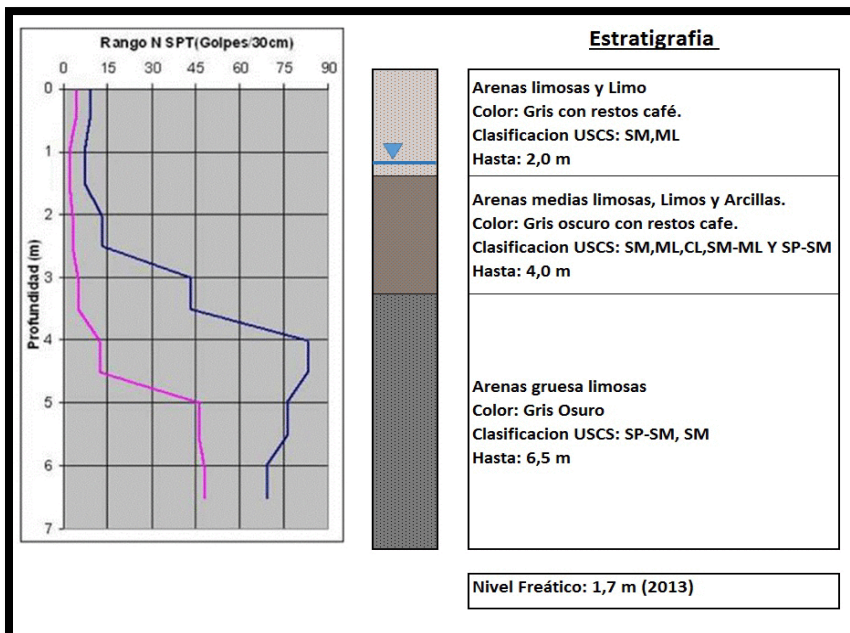 Rango N SPT(Golpes/30cm)
0 15 30 45 60 75 90
0
1
2
3
4
5
6
7
Profundidad (m)
Estratigrafia
Arenas limosas y Limo
Color: Gris con restos café.
Clasificacion USCS: SM,ML
Hasta: 2,0 m
Arenas medias limosas, Limos y Arcillas.
Color: Gris oscuro con restos cafe.
Clasificacion USCS: SM,ML,CL,SM-ML Y SP-SM
Hasta: 4,0 m
Arenas gruesa limosas
Color: Gris Osuro
Clasificacion USCS: SP-SM, SM
Hasta: 6,5 m
Nivel Freático: 1,7 m (2013)